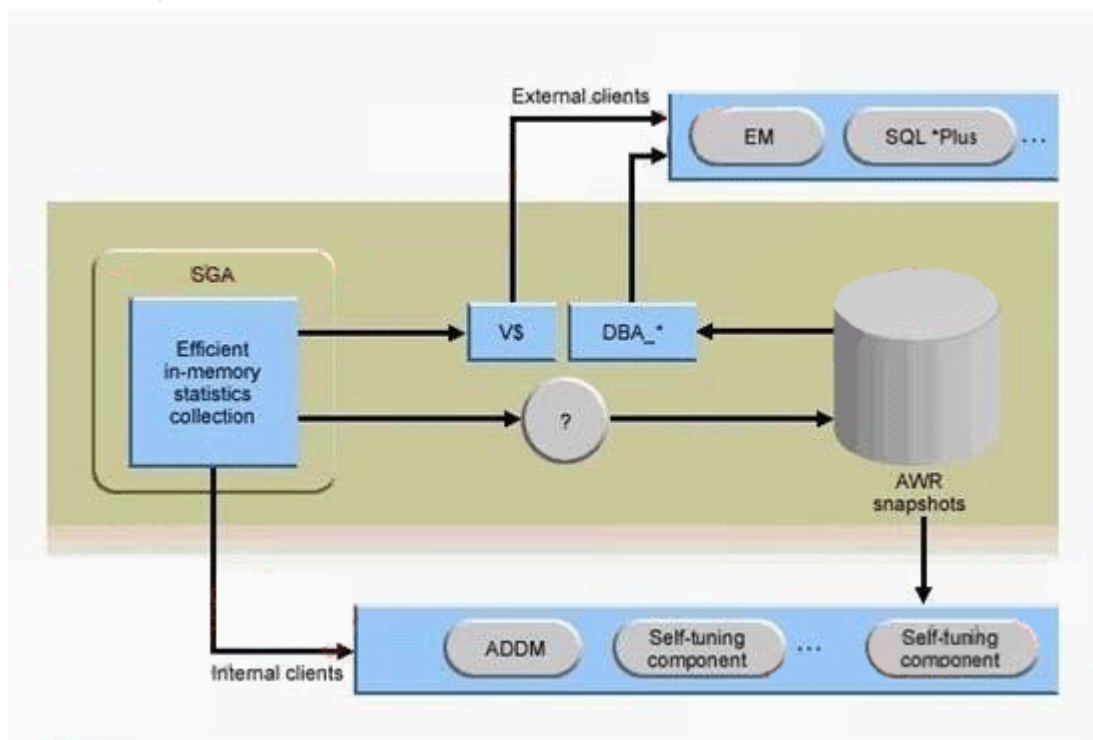 External clients
EM
SQL *Plus
...
SGA
Efficient
in-memory
statistics
collection
V$
DBA_*
?
AWR
snapshots
ADDM
Self-tuning
component
...
Self-tuning
component
Internal clients